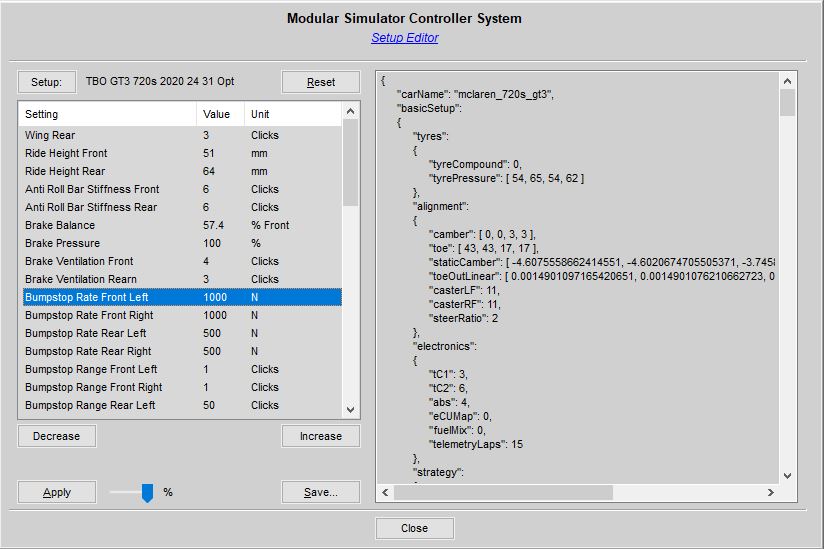 Modular Simulator Controller System
Setup Editor
Setup: TBO GT3 720s 2020 24 31 Opt Reset
Setting Value Unit
Wing Rear 3 Clicks
Ride Height Front 51 mm
Ride Height Rear 64 mm
Anti Roll Bar Stiffness Front 6 Clicks
Anti Roll Bar Stiffness Rear 6 Clicks
Brake Balance 57.4 % Front
Brake Pressure 100 %
Brake Ventilation Front 4 Clicks
Brake Ventilation Rearn 3 Clicks
Bumpstop Rate Front Left 1000 N
Bumpstop Rate Front Right 1000 N
Bumpstop Rate Rear Left 500 N
Bumpstop Rate Rear Right 500 N
Bumpstop Range Front Left 1 Clicks
Bumpstop Range Front Right 1 Clicks
Bumpstop Range Rear Left 50 Clicks
Decrease Increase
Apply % Save...
{
"carName": "mclaren_720s_gt3",
"basicSetup":
{
"tyres":
{
"tyreCompound": 0,
"tyrePressure": [ 54, 65, 54, 62 ]
},
"alignment":
{
"camber": [ 0, 0, 3, 3 ],
"toe": [ 43, 43, 17, 17 ],
"staticCamber": [ -4.6075558662414551, -4.6020674705505371, -3.7458
"toeOutLinear": [ 0.0014901097165420651, 0.0014901076210662723, 0
"casterLF": 11,
"casterRF": 11,
"steerRatio": 2
},
"electronics":
{
"tC1": 3,
"tC2": 6,
"abs": 4,
"eCUMap": 0,
"fuelMix": 0,
"telemetryLaps": 15
},
"strategy":
Close